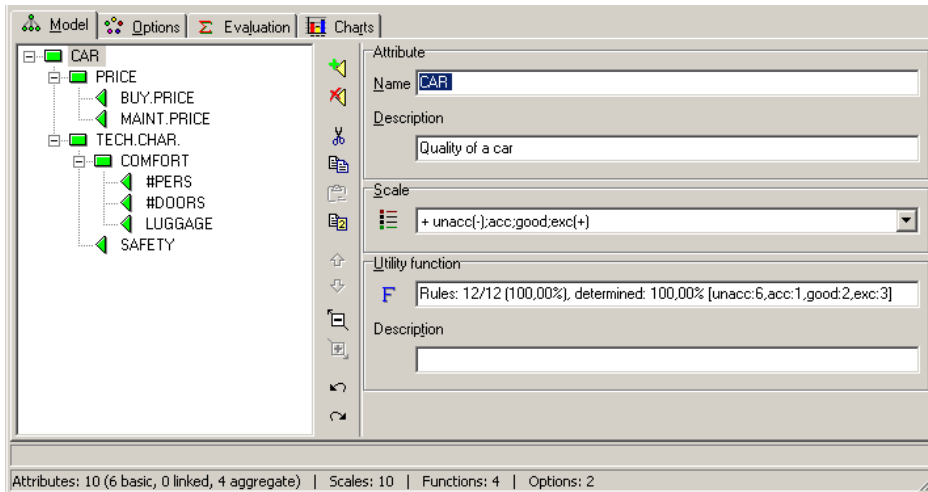 Model Options Evaluation Charts
CAR
PRICE
BUY.PRICE
MAINT.PRICE
TECH.CHAR.
COMFORT
#PERS
#DOORS
LUGGAGE
SAFETY
Attribute
Name CAR
Description
Quality of a car
Scale
+ unacc(-);acc;good;exc(+)
Utility function
F Rules: 12/12 (100,00%), determined: 100,00% [unacc:6,acc:1,good:2,exc:3]
Description
Attributes: 10 (6 basic, 0 linked, 4 aggregate) | Scales: 10 | Functions: 4 | Options: 2